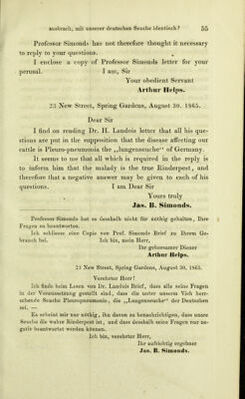 ausbruch, mit unserer deutschen Seuche identisch? 55
Professor Simonds has not therefore thought it necessary
to reply to your questions.
I enclose a copy of Professor Simonds letter for your
perusal. I am, Sir
Your obedient Servant
Arthur Helps.
23 New Street, Spring Gardens, August 30. 1865.
Dear Sir
I find on reading Dr. H. Landois letter that all his que-
stions are put in the supposition that the disease affecting our
cattle is Pleuro-pneumonia the „lungenseuche“ of Germany.
It seems to me that all which is required in the reply is
to inform him that the malady is the true Rinderpest, and
therefore that a negative answer may be given to each of his
questions. I am Dear Sir
Yours truly
Jas. B. Simonds.
Professor Simonds hat es desshalb nicht für nöthig gehalten, Ihre
Fragen zu beantworten.
Ich schliesse eine Copie von Prof. Simonds Brief zu Ihrem Ge-
brauch bei. Ich bin, mein Herr,
Ihr gehorsamer Diener
Arthur Helps.
23 New Street, Spring Gardens, August 30. 1865.
Verehrter Herr!
Ich finde beim Lesen von Dr. Landois Brief, dass alle seine Fragen
in der Voraussetzung gestellt sind, dass die unter unserm Vieh herr-
schende Seuche Pleuropneumonie, die „Lungenseuche“ der Deutschen
sei. —
Es scheint mir nur nöthig, ihn davon zu benachrichtigen, dass unsre
Seuche die wahre Rinderpest ist, und dass desshalb seine Fragen nur ne-
gativ beantwortet werden können.
Ich bin, verehrter Herr,
Ihr aufrichtig ergebner
Jas. B. Simonds.